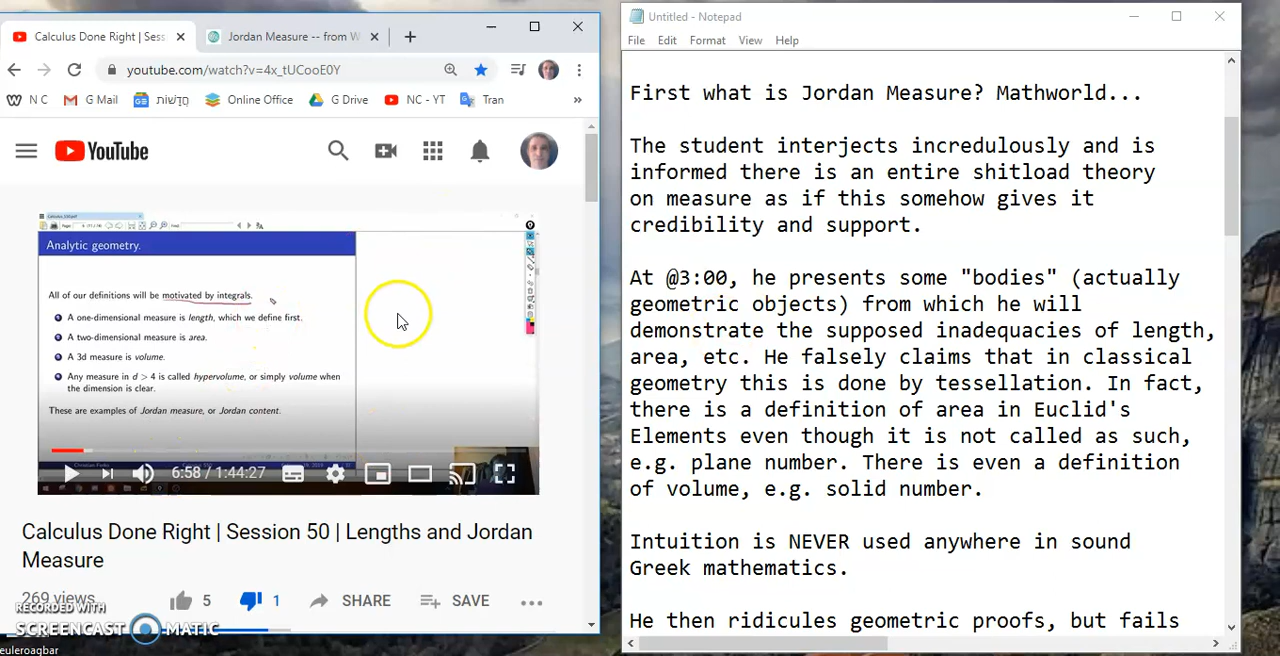 Calculus Done Right | Sess
Jordan Measure -- from W
youtube.com/watch?v=4x_tUCooE0Y
N C
G Mail
חדשות
Online Office
G Drive
NC - YT
Tran
»
YouTube
Analytic geometry.
All of our definitions will be motivated by integrals.
A one-dimensional measure is length, which we define first.
A two-dimensional measure is area.
A 3d measure is volume.
Any measure in d > 4 is called hypervolume, or simply volume when
the dimension is clear.
These are examples of Jordan measure, or Jordan content.
6:58 / 1:44:27
Calculus Done Right | Session 50 | Lengths and Jordan
Measure
269 views
5
1
SHARE
SAVE
RECORDED WITH
SCREENCAST MATIC
euleroagbar
Untitled - Notepad
File Edit Format View Help
First what is Jordan Measure? Mathworld...
The student interjects incredulously and is
informed there is an entire shitload theory
on measure as if this somehow gives it
credibility and support.
At @3:00, he presents some "bodies" (actually
geometric objects) from which he will
demonstrate the supposed inadequacies of length,
area, etc. He falsely claims that in classical
geometry this is done by tessellation. In fact,
there is a definition of area in Euclid's
Elements even though it is not called as such,
e.g. plane number. There is even a definition
of volume, e.g. solid number.
Intuition is NEVER used anywhere in sound
Greek mathematics.
He then ridicules geometric proofs, but fails